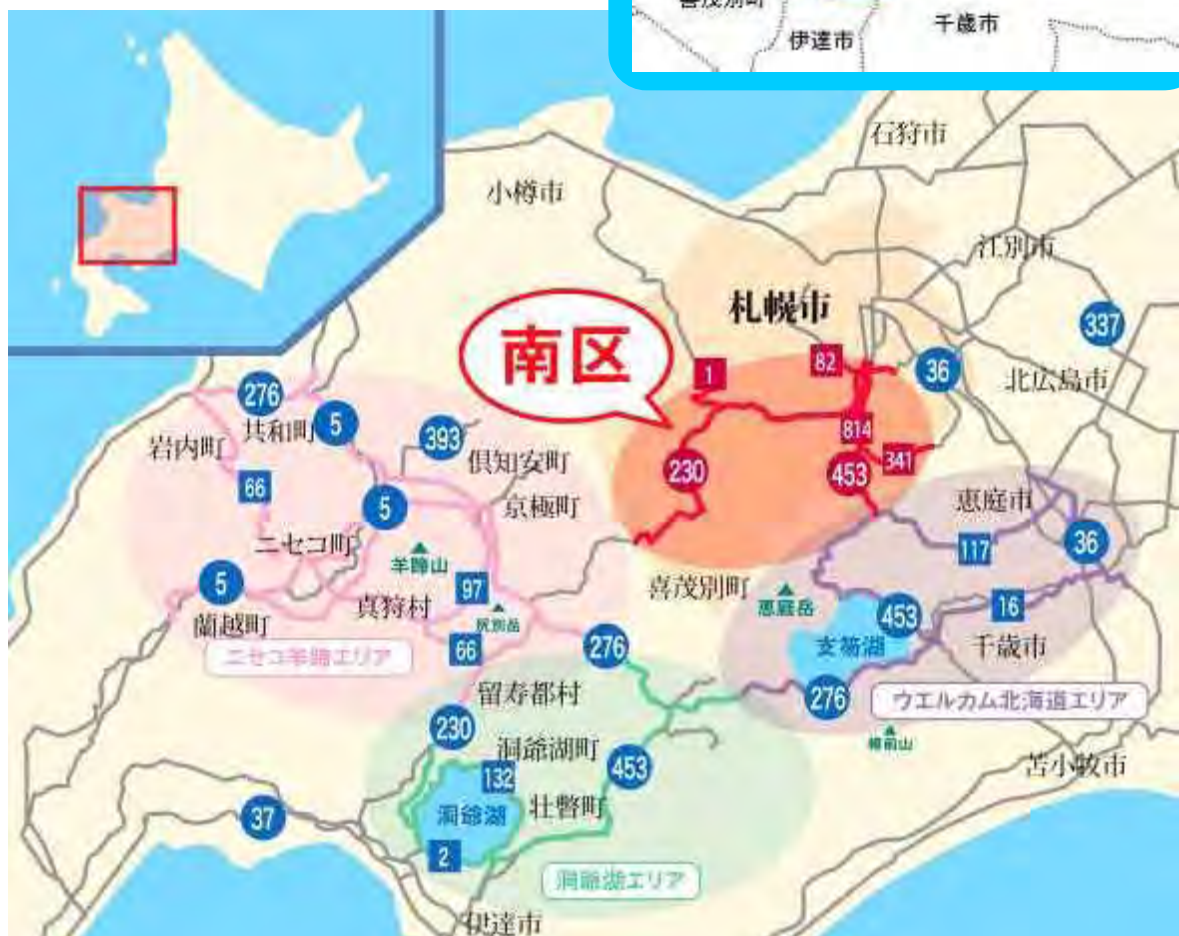 伊達市
千歳市
石狩市
小樽市
江別市
札幌市
337
南区
1
82
36
北広島市
276
5
共和町
393
814
岩内町
倶知安町
230
453
341
66
5
京極町
恵庭市
ニセコ町
117
36
羊蹄山
5
97
喜茂別町
恵庭岳
16
真狩村
尻別岳
453
蘭越町
支笏湖
千歳市
ニセコ羊蹄エリア
66
276
留寿都村
276
ウエルカム北海道エリア
230
樽前山
洞爺湖町
453
苫小牧市
132
37
洞爺湖
壮瞥町
2
洞爺湖エリア
伊達市